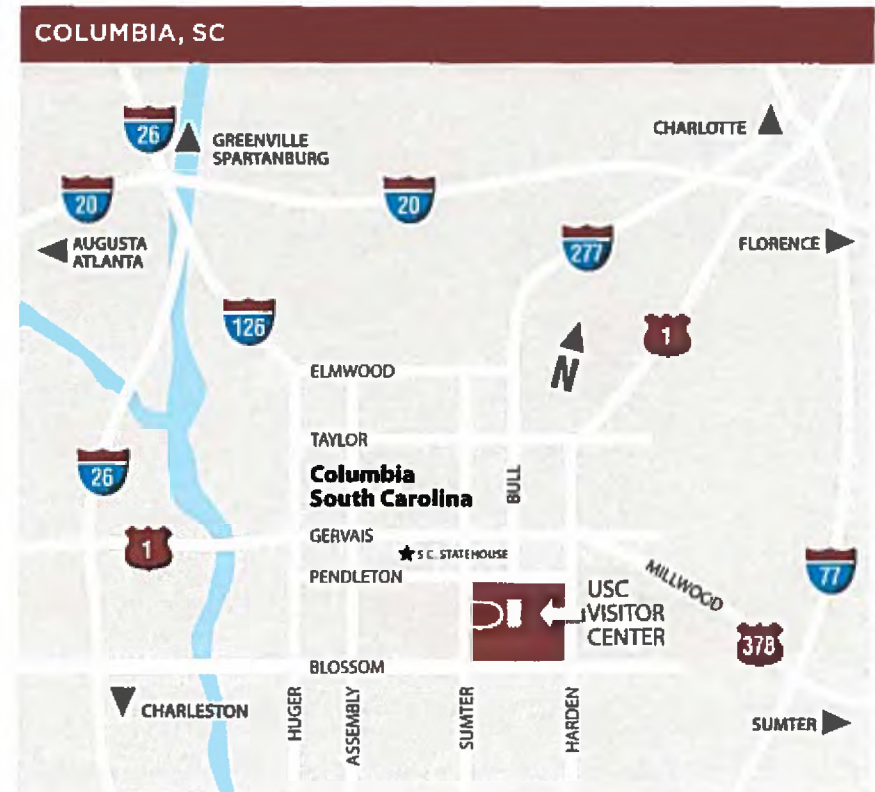 COLUMBIA, SC
26
GREENVILLE
SPARTANBURG
CHARLOTTE
20
20
AUGUSTA
ATLANTA
277
FLORENCE
126
1
N
ELMWOOD
TAYLOR
Columbia
South Carolina
BULL
26
GERVAIS
1
S.C. STATEHOUSE
PENDLETON
MILLWOOD
77
USC
VISITOR
CENTER
378
BLOSSOM
CHARLESTON
HUGER
ASSEMBLY
SUMTER
HARDEN
SUMTER